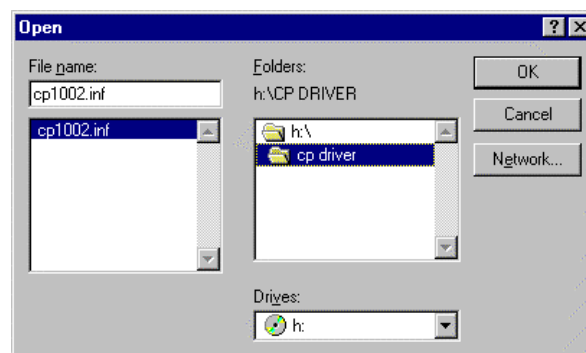 Open
File name:
cp1002.inf
cp1002.inf
Folders:
h:\CP DRIVER
h:\
cp driver
Drives:
h:
OK
Cancel
Network...